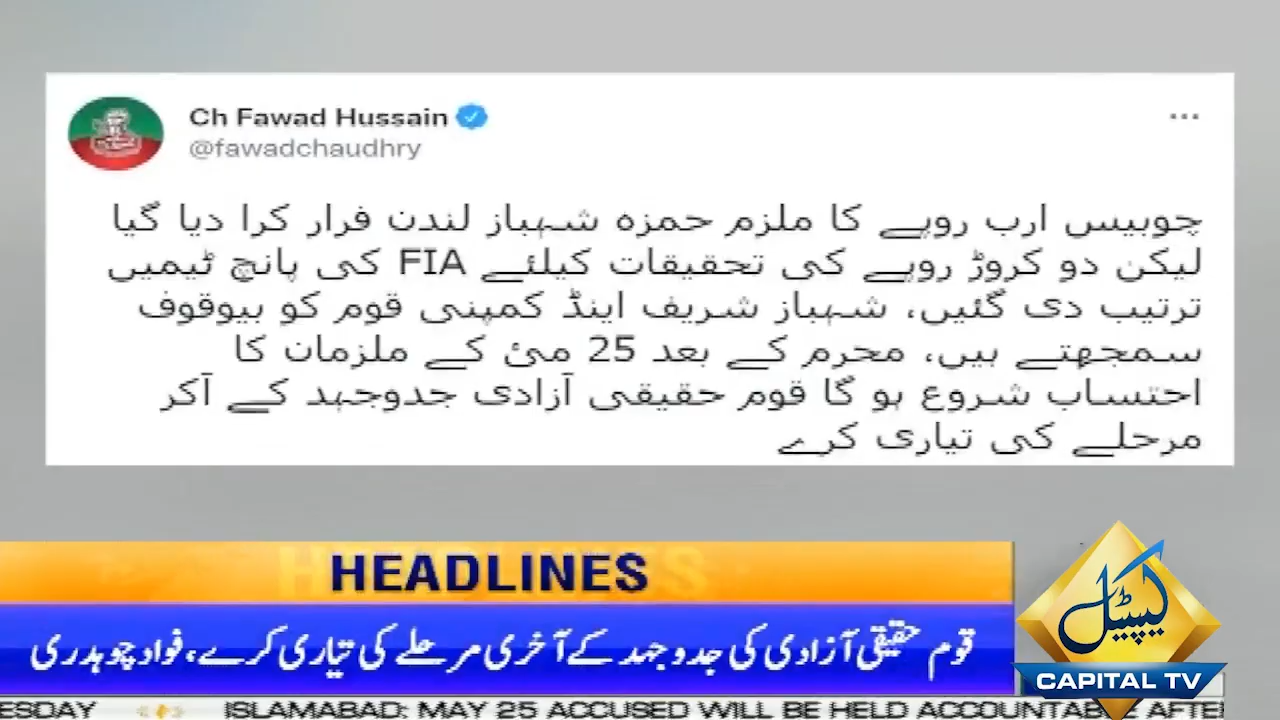 Ch Fawad Hussain
@fawadchaudhry
چوبیس ارب روپے کا ملزم حمزہ شہباز لندن فرار کرا دیا گیا
لیکن دو کروڑ روپے کی تحقیقات کیلئے FIA کی پانچ ٹیمیں
ترتیب دی گئیں، شہباز شریف اینڈ کمپنی قوم کو بیوقوف
سمجھتے ہیں، محرم کے بعد 25 مئ کے ملزمان کا
احتساب شروع ہو گا قوم حقیقی آزادی جدوجہد کے آکر
مرحلے کی تیاری کرے
HEADLINES
قوم حقیقی آزادی کی جدوجہد کے آخری مرحلے کی تیاری کرے، فواد چوہدری
کیپیٹل
CAPITAL TV
ESDAY ISLAMABAD: MAY 25 ACCUSED WILL BE HELD ACCOUNTABLE AFTE